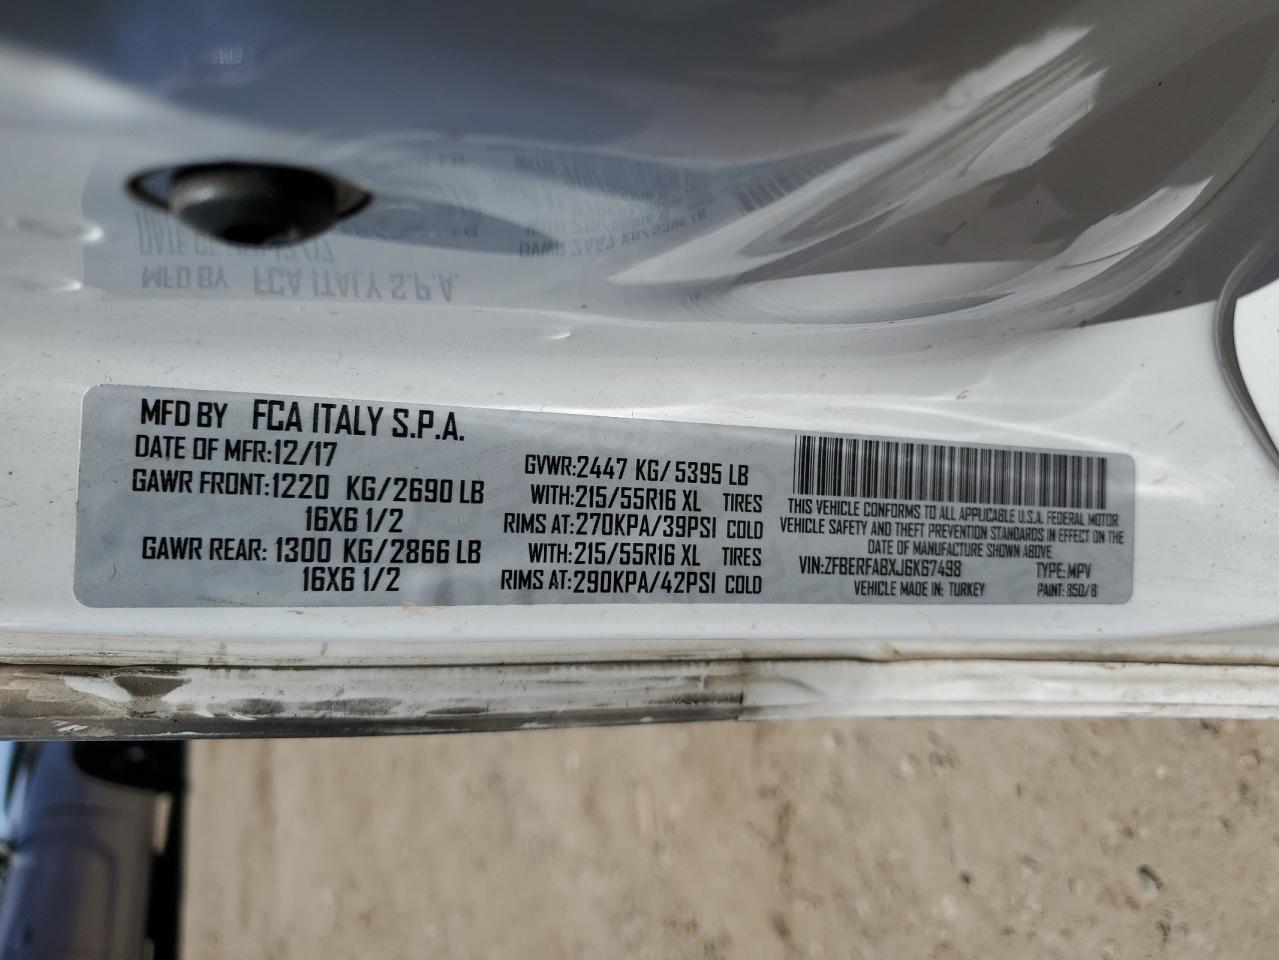 MFD BY FCA ITALY S.P.A.
DATE OF MFR:12/17
GAWR FRONT:1220 KG/2690 LB
16X6 1/2
GAWR REAR: 1300 KG/2866 LB
16X6 1/2
GVWR:2447 KG/5395 LB
WITH:215/55R16 XL TIRES
RIMS AT:270KPA/39PSI COLD
WITH:215/55R16 XL TIRES
RIMS AT:290KPA/42PSI COLD
THIS VEHICLE CONFORMS TO ALL APPLICABLE U.S.A. FEDERAL MOTOR
VEHICLE SAFETY AND THEFT PREVENTION STANDARDS IN EFFECT ON THE
DATE OF MANUFACTURE SHOWN ABOVE.
VIN:ZFBERFABXJ6K67498 TYPE:MPV
VEHICLE MADE IN: TURKEY PAINT: 850/B